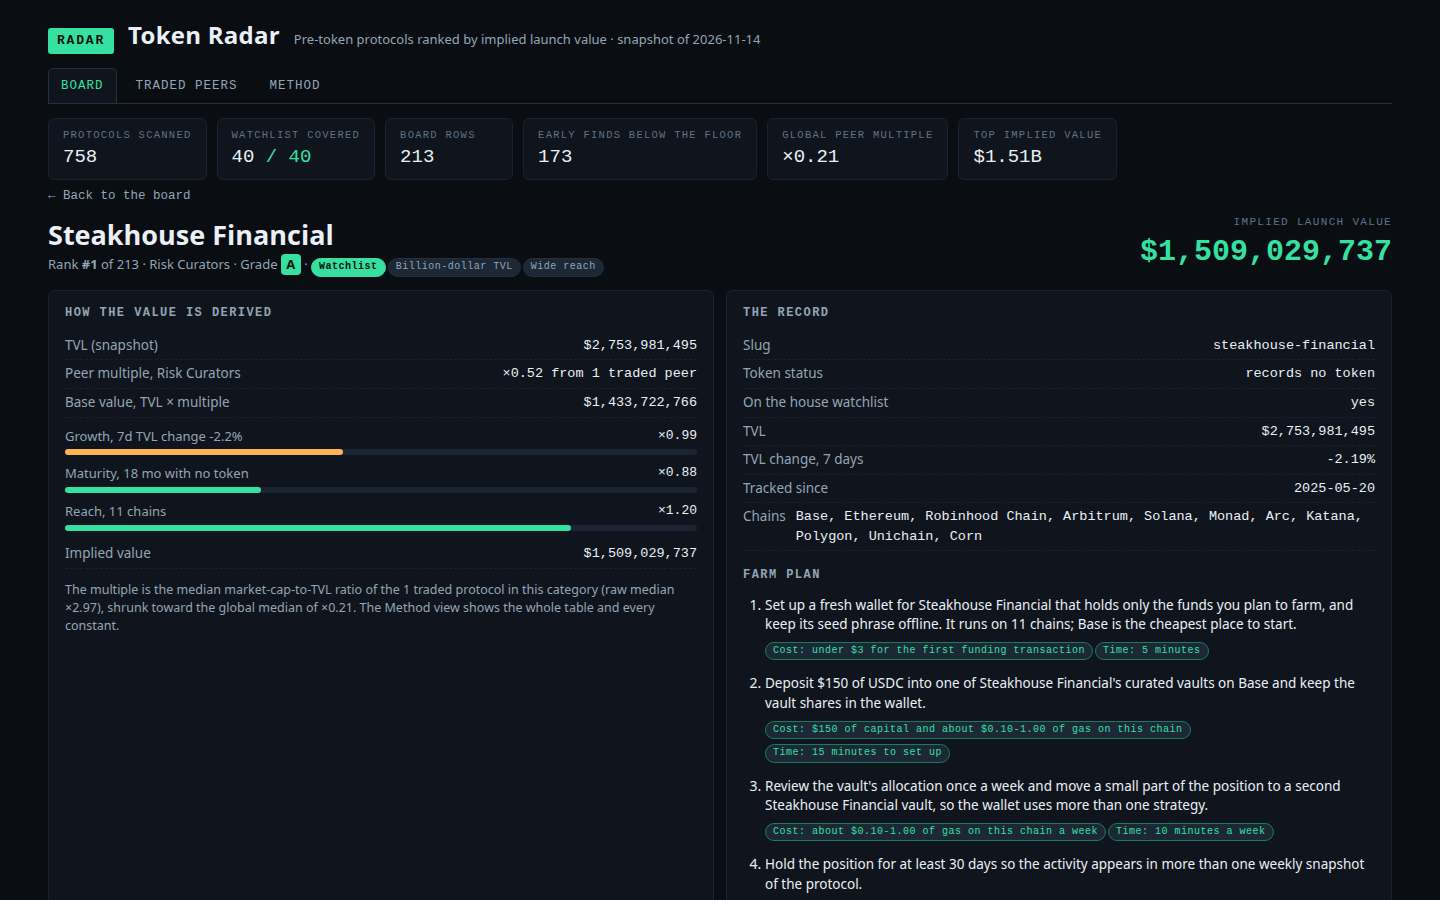 RADAR Token Radar Pre-token protocols ranked by implied launch value · snapshot of 2026-11-14
BOARD TRADED PEERS METHOD
PROTOCOLS SCANNED
758
WATCHLIST COVERED
40 / 40
BOARD ROWS
213
EARLY FINDS BELOW THE FLOOR
173
GLOBAL PEER MULTIPLE
×0.21
TOP IMPLIED VALUE
$1.51B
← Back to the board
Steakhouse Financial
Rank #1 of 213 · Risk Curators · Grade A · Watchlist Billion-dollar TVL Wide reach
IMPLIED LAUNCH VALUE
$1,509,029,737
HOW THE VALUE IS DERIVED
TVL (snapshot) $2,753,981,495
Peer multiple, Risk Curators ×0.52 from 1 traded peer
Base value, TVL × multiple $1,433,722,766
Growth, 7d TVL change -2.2% ×0.99
Maturity, 18 mo with no token ×0.88
Reach, 11 chains ×1.20
Implied value $1,509,029,737
The multiple is the median market-cap-to-TVL ratio of the 1 traded protocol in this category (raw median
×2.97), shrunk toward the global median of ×0.21. The Method view shows the whole table and every
constant.
THE RECORD
Slug steakhouse-financial
Token status records no token
On the house watchlist yes
TVL $2,753,981,495
TVL change, 7 days -2.19%
Tracked since 2025-05-20
Chains Base, Ethereum, Robinhood Chain, Arbitrum, Solana, Monad, Arc, Katana,
Polygon, Unichain, Corn
FARM PLAN
1. Set up a fresh wallet for Steakhouse Financial that holds only the funds you plan to farm, and
keep its seed phrase offline. It runs on 11 chains; Base is the cheapest place to start.
Cost: under $3 for the first funding transaction Time: 5 minutes
2. Deposit $150 of USDC into one of Steakhouse Financial's curated vaults on Base and keep the
vault shares in the wallet.
Cost: $150 of capital and about $0.10-1.00 of gas on this chain
Time: 15 minutes to set up
3. Review the vault's allocation once a week and move a small part of the position to a second
Steakhouse Financial vault, so the wallet uses more than one strategy.
Cost: about $0.10-1.00 of gas on this chain a week Time: 10 minutes a week
4. Hold the position for at least 30 days so the activity appears in more than one weekly snapshot
of the protocol.